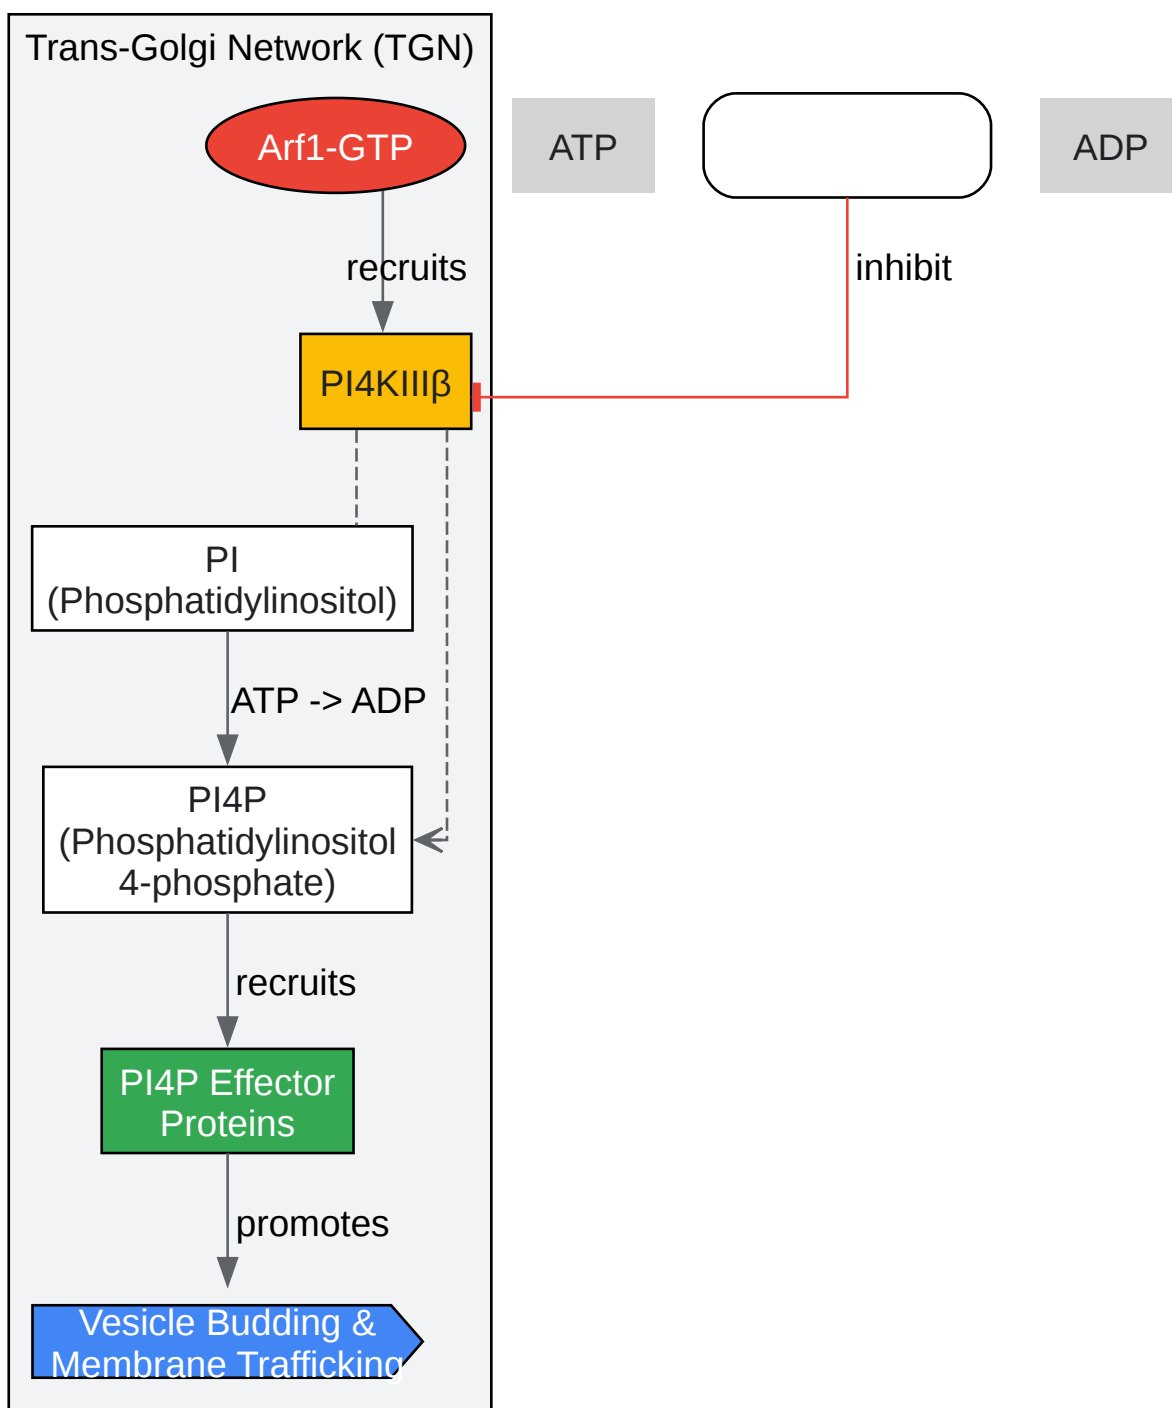 Trans-Golgi Network (TGN)
Arf1-GTP
ATP
ADP
recruits
inhibit
PI4KIIIβ
PI
(Phosphatidylinositol)
ATP -> ADP
PI4P
(Phosphatidylinositol
4-phosphate)
recruits
PI4P Effector
Proteins
promotes
Vesicle Budding &
Membrane Trafficking